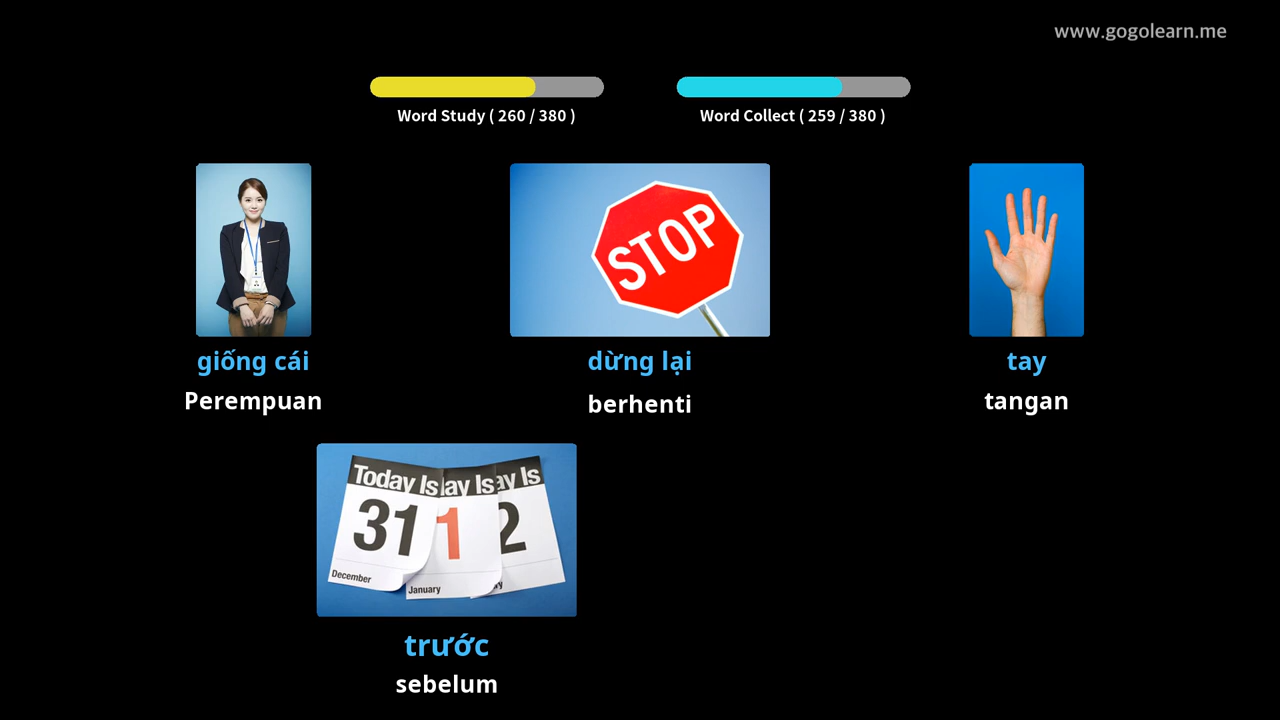 www.gogolearn.me
Word Study ( 260 / 380 )
Word Collect ( 259 / 380 )
STOP
giống cái
dừng lại
tay
Perempuan
berhenti
tangan
Today Is
ay Is
ay Is
31
1
2
December
January
trước
sebelum